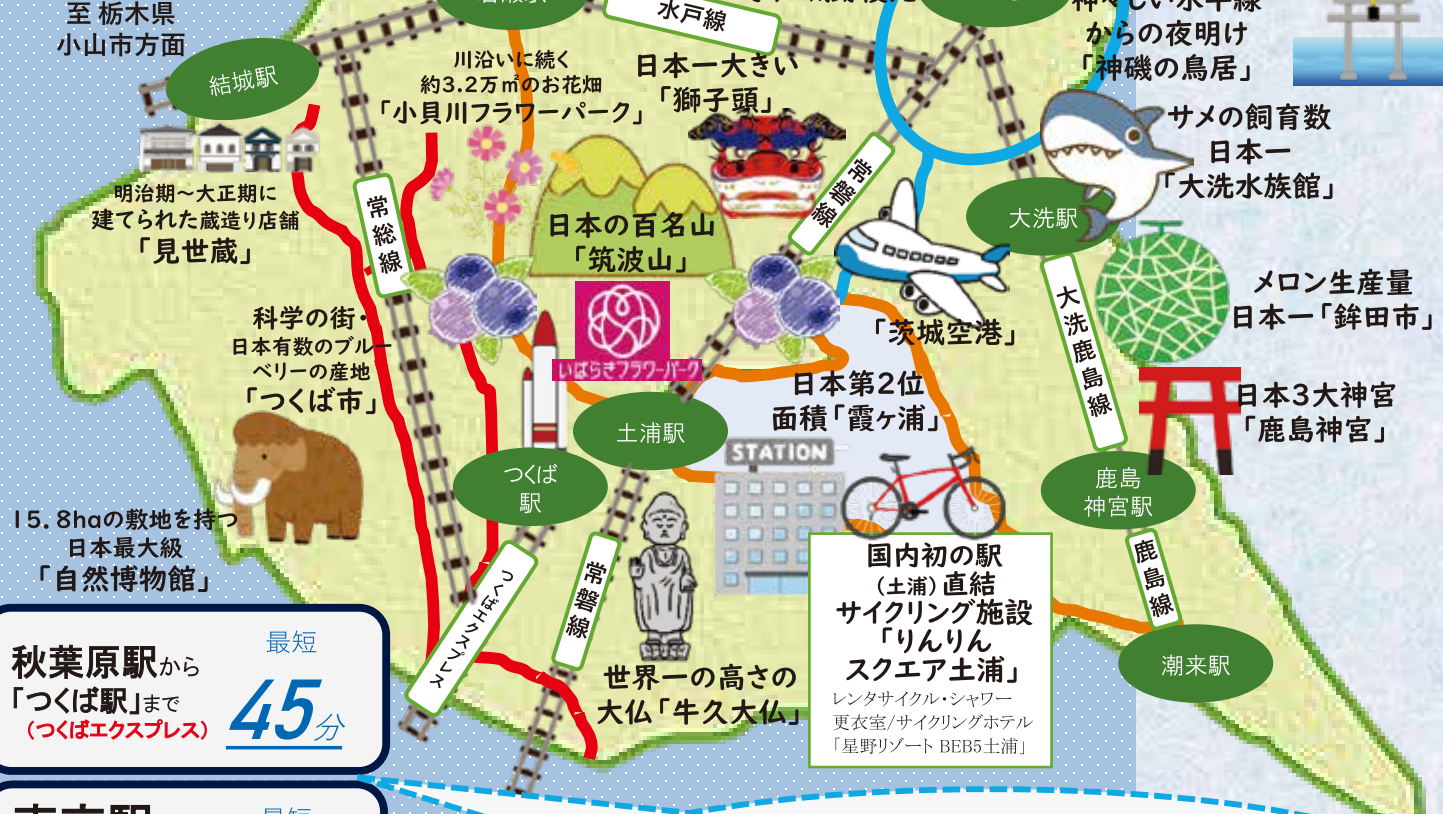 至 栃木県
小山市方面
水戸線
神々しい水平線
からの夜明け
「神磯の鳥居」
結城駅
川沿いに続く
約3.2万㎡のお花畑
「小貝川フラワーパーク」
日本一大きい
「獅子頭」
サメの飼育数
日本一
「大洗水族館」
明治期～大正期に
建てられた蔵造り店舗
「見世蔵」
常総線
日本の百名山
「筑波山」
常磐線
大洗駅
科学の街・
日本有数のブルー
ベリーの産地
「つくば市」
いばらきフラワーパーク
「茨城空港」
大洗鹿島線
メロン生産量
日本一「鉾田市」
日本第2位
面積「霞ヶ浦」
日本3大神宮
「鹿島神宮」
土浦駅
STATION
つくば
駅
鹿島
神宮駅
15.8haの敷地を持つ
日本最大級
「自然博物館」
つくばエクスプレス
常磐線
国内初の駅
（土浦）直結
サイクリング施設
「りんりん
スクエア土浦」
レンタサイクル・シャワー
更衣室/サイクリングホテル
「星野リゾート BEB5土浦」
鹿島線
潮来駅
世界一の高さの
大仏「牛久大仏」
秋葉原駅から
「つくば駅」まで
（つくばエクスプレス）
最短
45分